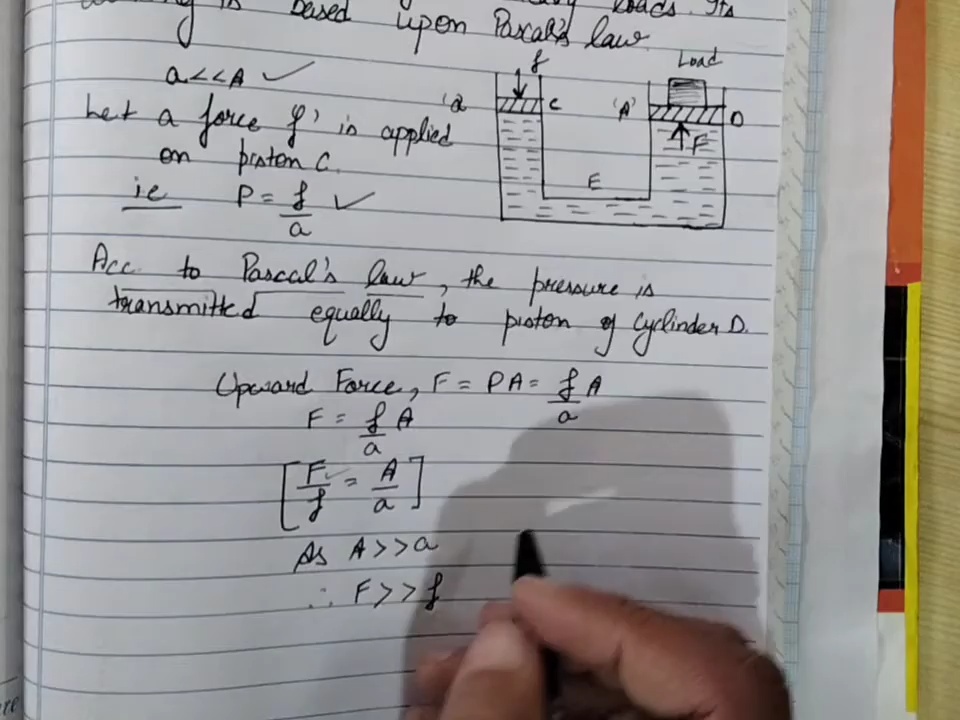 is based upon Pascal's law.
a<<A ✓
Let a force f' is applied
on piston C.
ie P = f/a ✓
f
Load
'a
C
'A'
D
F
E
Acc. to Pascal's law, the pressure is
transmitted equally to piston of Cylinder D.
Upward Force, F = PA = f/a A
F = f/a A
[F/f = A/a]
As A>>a
∴ F>>f